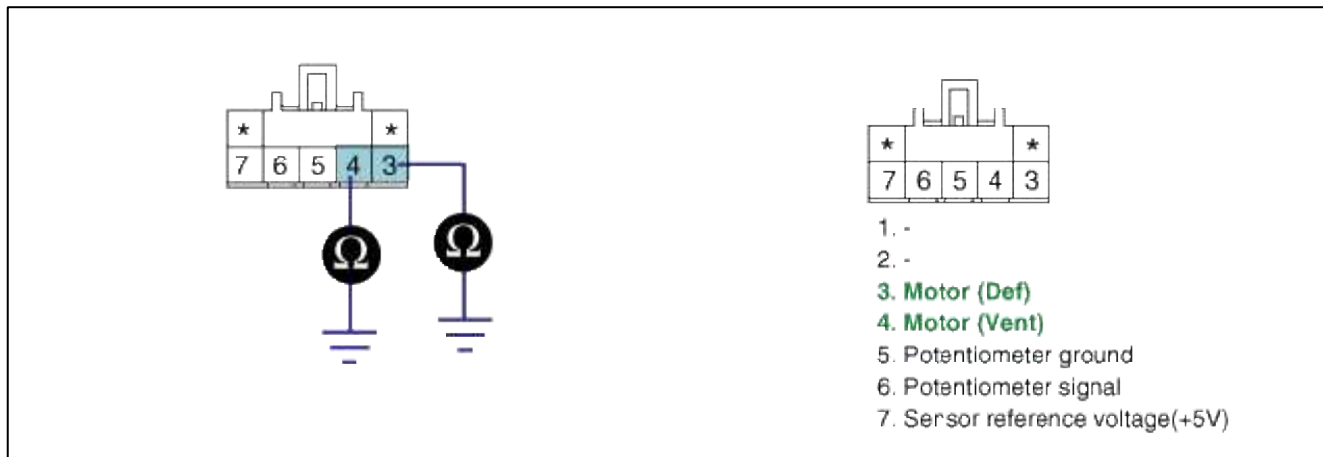 * *
7 6 5 4 3
Ω Ω
* *
7 6 5 4 3
1. -
2. -
3. Motor (Def)
4. Motor (Vent)
5. Potentiometer ground
6. Potentiometer signal
7. Sensor reference voltage(+5V)